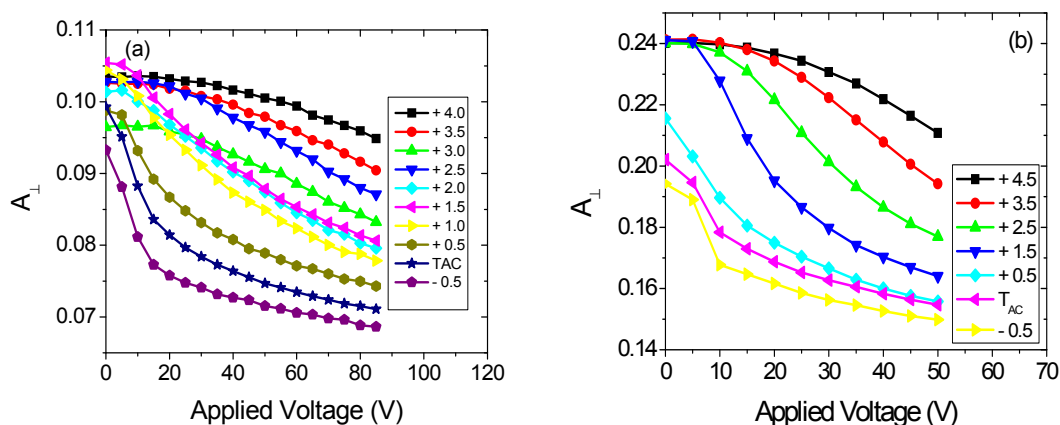 (a)
0.11
0.10
0.09
0.08
0.07
A⊥
0 20 40 60 80 100 120
Applied Voltage (V)
+ 4.0
+ 3.5
+ 3.0
+ 2.5
+ 2.0
+ 1.5
+ 1.0
+ 0.5
TAC
- 0.5
(b)
0.24
0.22
0.20
0.18
0.16
0.14
A⊥
0 10 20 30 40 50 60 70
Applied Voltage (V)
+ 4.5
+ 3.5
+ 2.5
+ 1.5
+ 0.5
T_AC
- 0.5